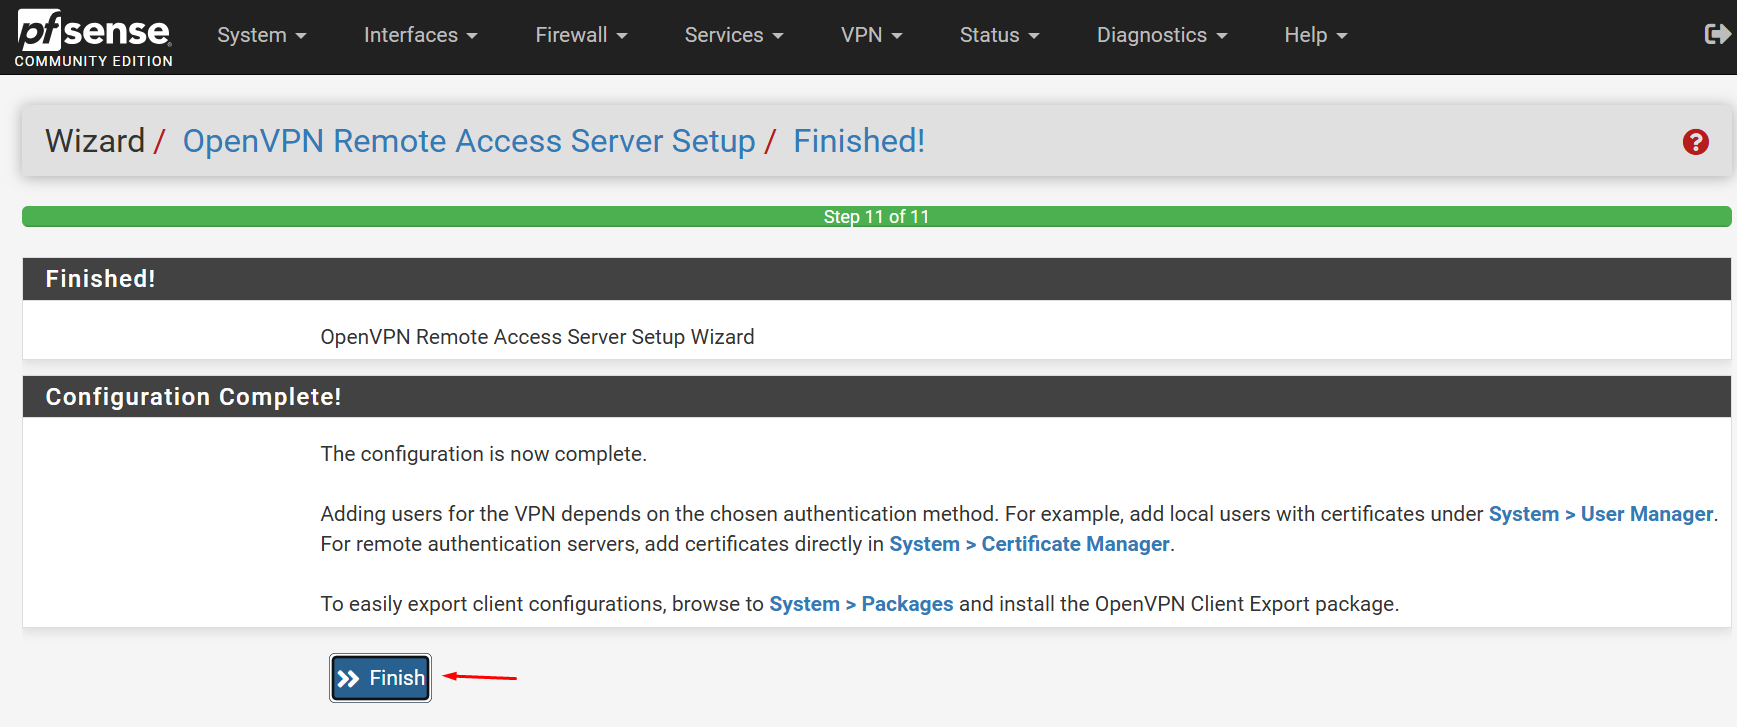 pfsense
COMMUNITY EDITION
System
Interfaces
Firewall
Services
VPN
Status
Diagnostics
Help
Wizard / OpenVPN Remote Access Server Setup / Finished!
?
Step 11 of 11
Finished!
OpenVPN Remote Access Server Setup Wizard
Configuration Complete!
The configuration is now complete.
Adding users for the VPN depends on the chosen authentication method. For example, add local users with certificates under System > User Manager.
For remote authentication servers, add certificates directly in System > Certificate Manager.
To easily export client configurations, browse to System > Packages and install the OpenVPN Client Export package.
Finish